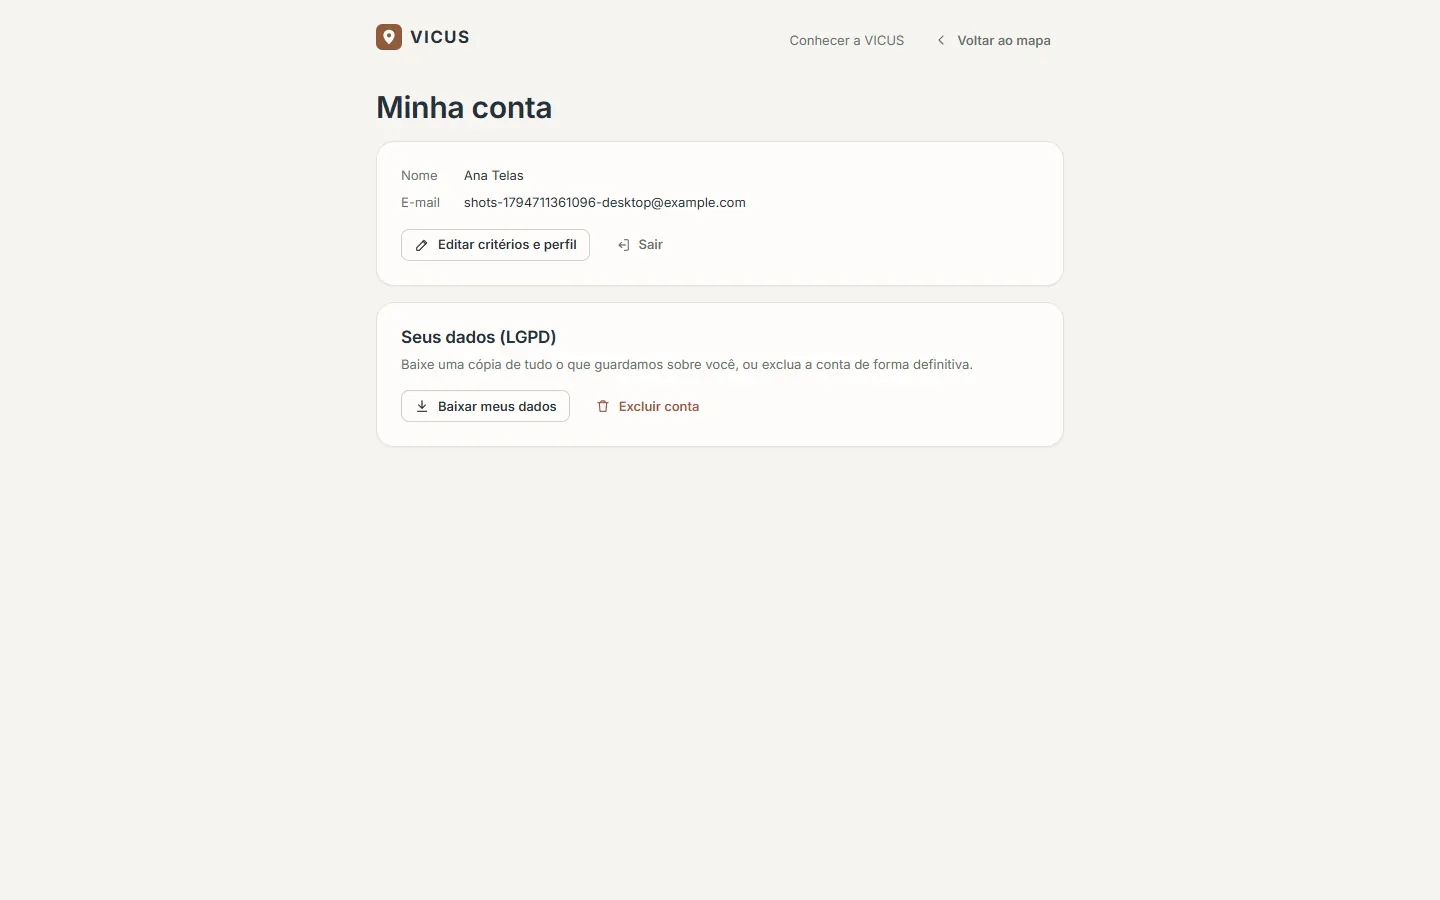 VICUS
Conhecer a VICUS
Voltar ao mapa
Minha conta
Nome Ana Telas
E-mail shots-1794711361096-desktop@example.com
Editar critérios e perfil
Sair
Seus dados (LGPD)
Baixe uma cópia de tudo o que guardamos sobre você, ou exclua a conta de forma definitiva.
Baixar meus dados
Excluir conta